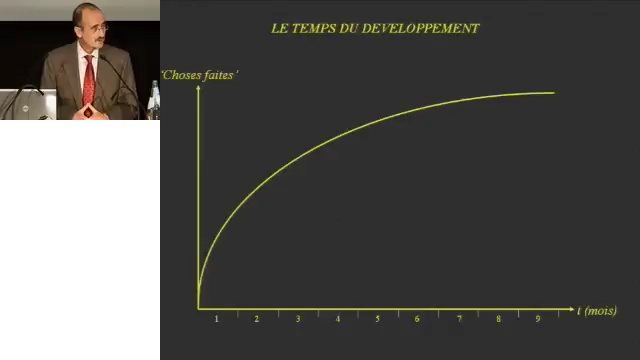 LE TEMPS DU DEVELOPPEMENT
'Choses faites'
t (mois)
1 2 3 4 5 6 7 8 9